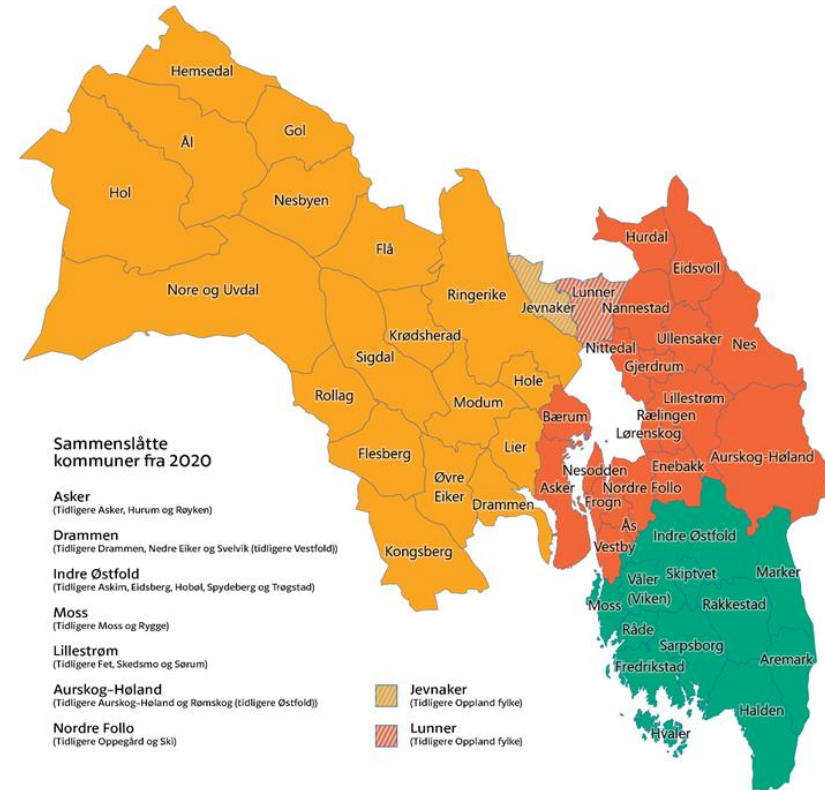 Hemsedal
Gol
Ål
Hol
Nesbyen
Flå
Nore og Uvdal
Ringerike
Krødsherad
Sigdal
Rollag
Modum
Hole
Flesberg
Lier
Øvre
Eiker
Drammen
Kongsberg
Jevnaker
Lunner
Hurdal
Eidsvoll
Nannestad
Ullensaker
Nes
Nittedal
Gjerdrum
Lillestrøm
Rælingen
Lørenskog
Bærum
Aurskog-Høland
Enebakk
Nesodden
Nordre Follo
Asker
Frogn
Ås
Vestby
Indre Østfold
Skiptvet
Marker
Våler
(Viken)
Moss
Rakkestad
Råde
Sarpsborg
Aremark
Fredrikstad
Halden
Hvaler
Sammenslåtte
kommuner fra 2020
Asker
(Tidligere Asker, Hurum og Røyken)
Drammen
(Tidligere Drammen, Nedre Eiker og Svelvik (tidligere Vestfold))
Indre Østfold
(Tidligere Askim, Eidsberg, Hobøl, Spydeberg og Trøgstad)
Moss
(Tidligere Moss og Rygge)
Lillestrøm
(Tidligere Fet, Skedsmo og Sørum)
Aurskog-Høland
(Tidligere Aurskog-Høland og Rømskog (tidligere Østfold))
Nordre Follo
(Tidligere Oppegård og Ski)
Jevnaker
(Tidligere Oppland fylke)
Lunner
(Tidligere Oppland fylke)